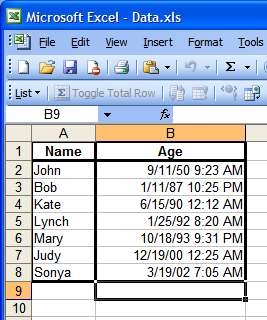 Microsoft Excel - Data.xls
File Edit View Insert Format Tools
List Σ Toggle Total Row
B9 fx
A B
1 Name Age
2 John 9/11/50 9:23 AM
3 Bob 1/11/87 10:25 PM
4 Kate 6/15/90 12:12 AM
5 Lynch 1/25/92 8:20 AM
6 Mary 10/18/93 9:31 PM
7 Judy 12/19/00 12:25 AM
8 Sonya 3/19/02 7:05 AM
9
10